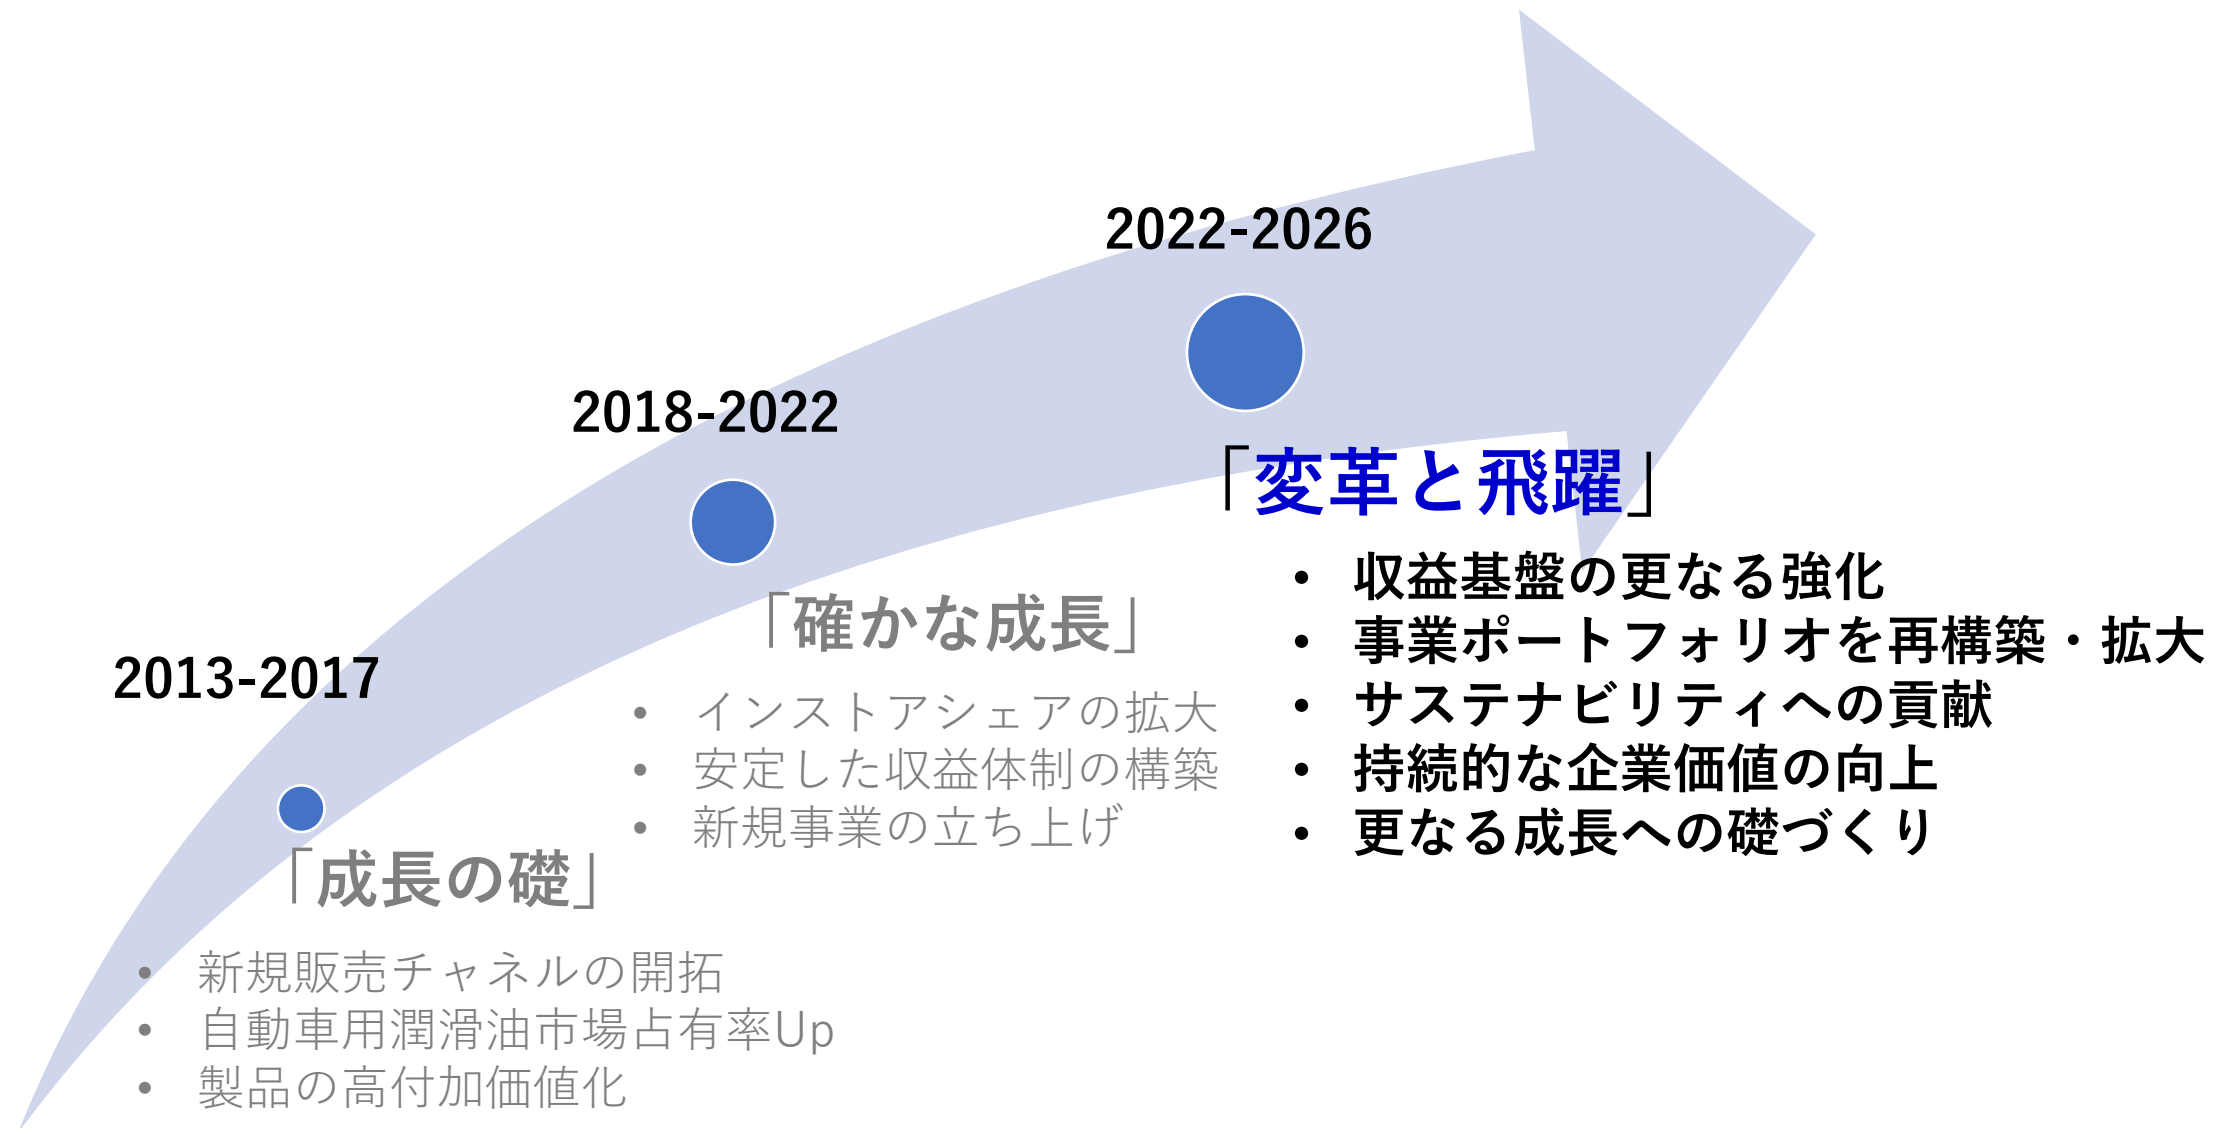 2013-2017
「成長の礎」
• 新規販売チャネルの開拓
• 自動車用潤滑油市場占有率Up
• 製品の高付加価値化
2018-2022
「確かな成長」
• インストアシェアの拡大
• 安定した収益体制の構築
• 新規事業の立ち上げ
2022-2026
「変革と飛躍」
• 収益基盤の更なる強化
• 事業ポートフォリオを再構築・拡大
• サステナビリティへの貢献
• 持続的な企業価値の向上
• 更なる成長への礎づくり